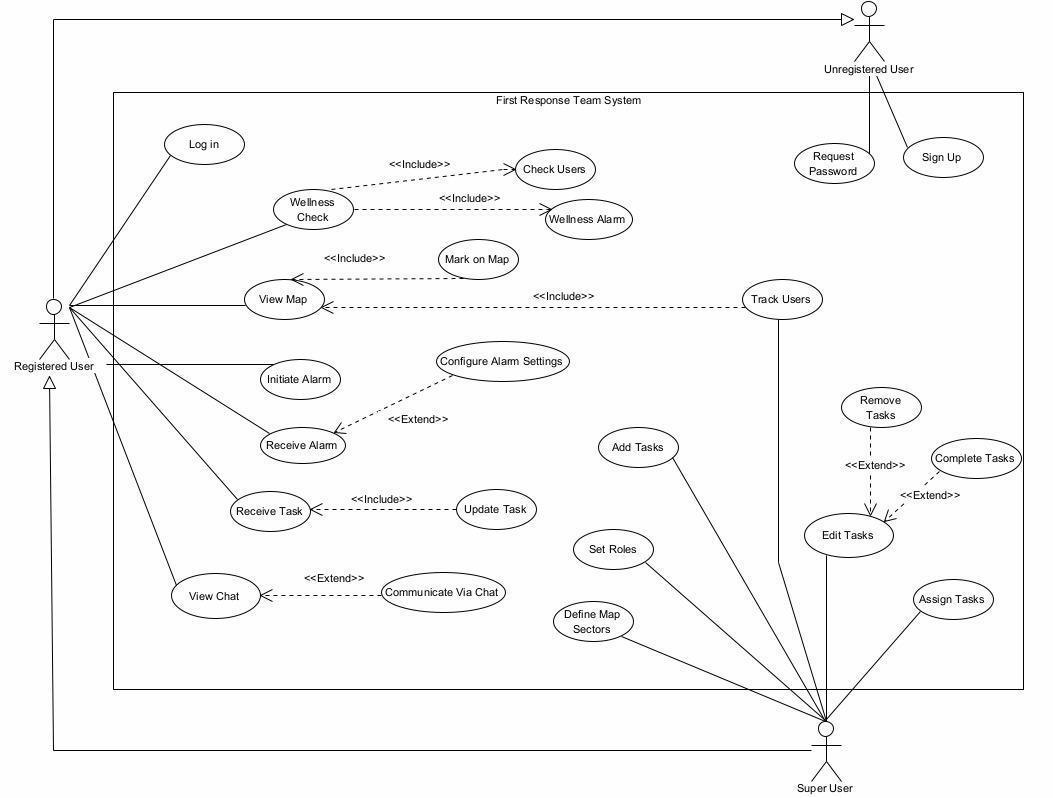 Unregistered User
First Response Team System
Log in
<<Include>>
Check Users
Request
Password
Sign Up
Wellness
Check
<<Include>>
Wellness Alarm
<<Include>>
Mark on Map
View Map
<<Include>>
Track Users
Registered User
Initiate Alarm
Configure Alarm Settings
<<Extend>>
Receive Alarm
Remove
Tasks
Add Tasks
<<Extend>>
Complete Tasks
<<Extend>>
Receive Task
<<Include>>
Update Task
Edit Tasks
Set Roles
View Chat
<<Extend>>
Communicate Via Chat
Assign Tasks
Define Map
Sectors
Super User